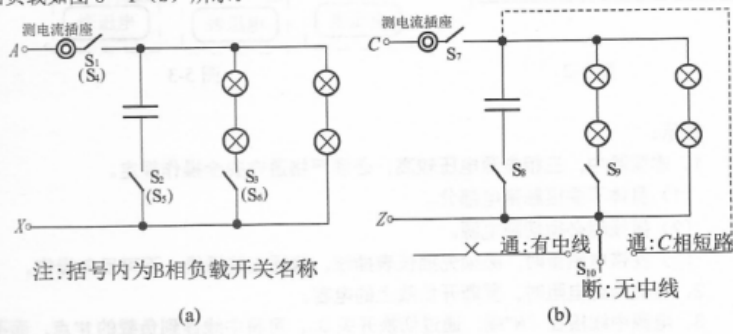 测电流插座
A
S₁
(S₄)
S₂
(S₅)
S₃
(S₆)
X
注:括号内为B相负载开关名称
(a)
测电流插座
C
S₇
S₈
S₉
Z
通:有中线
通:C相短路
S₁₀
断:无中线
(b)